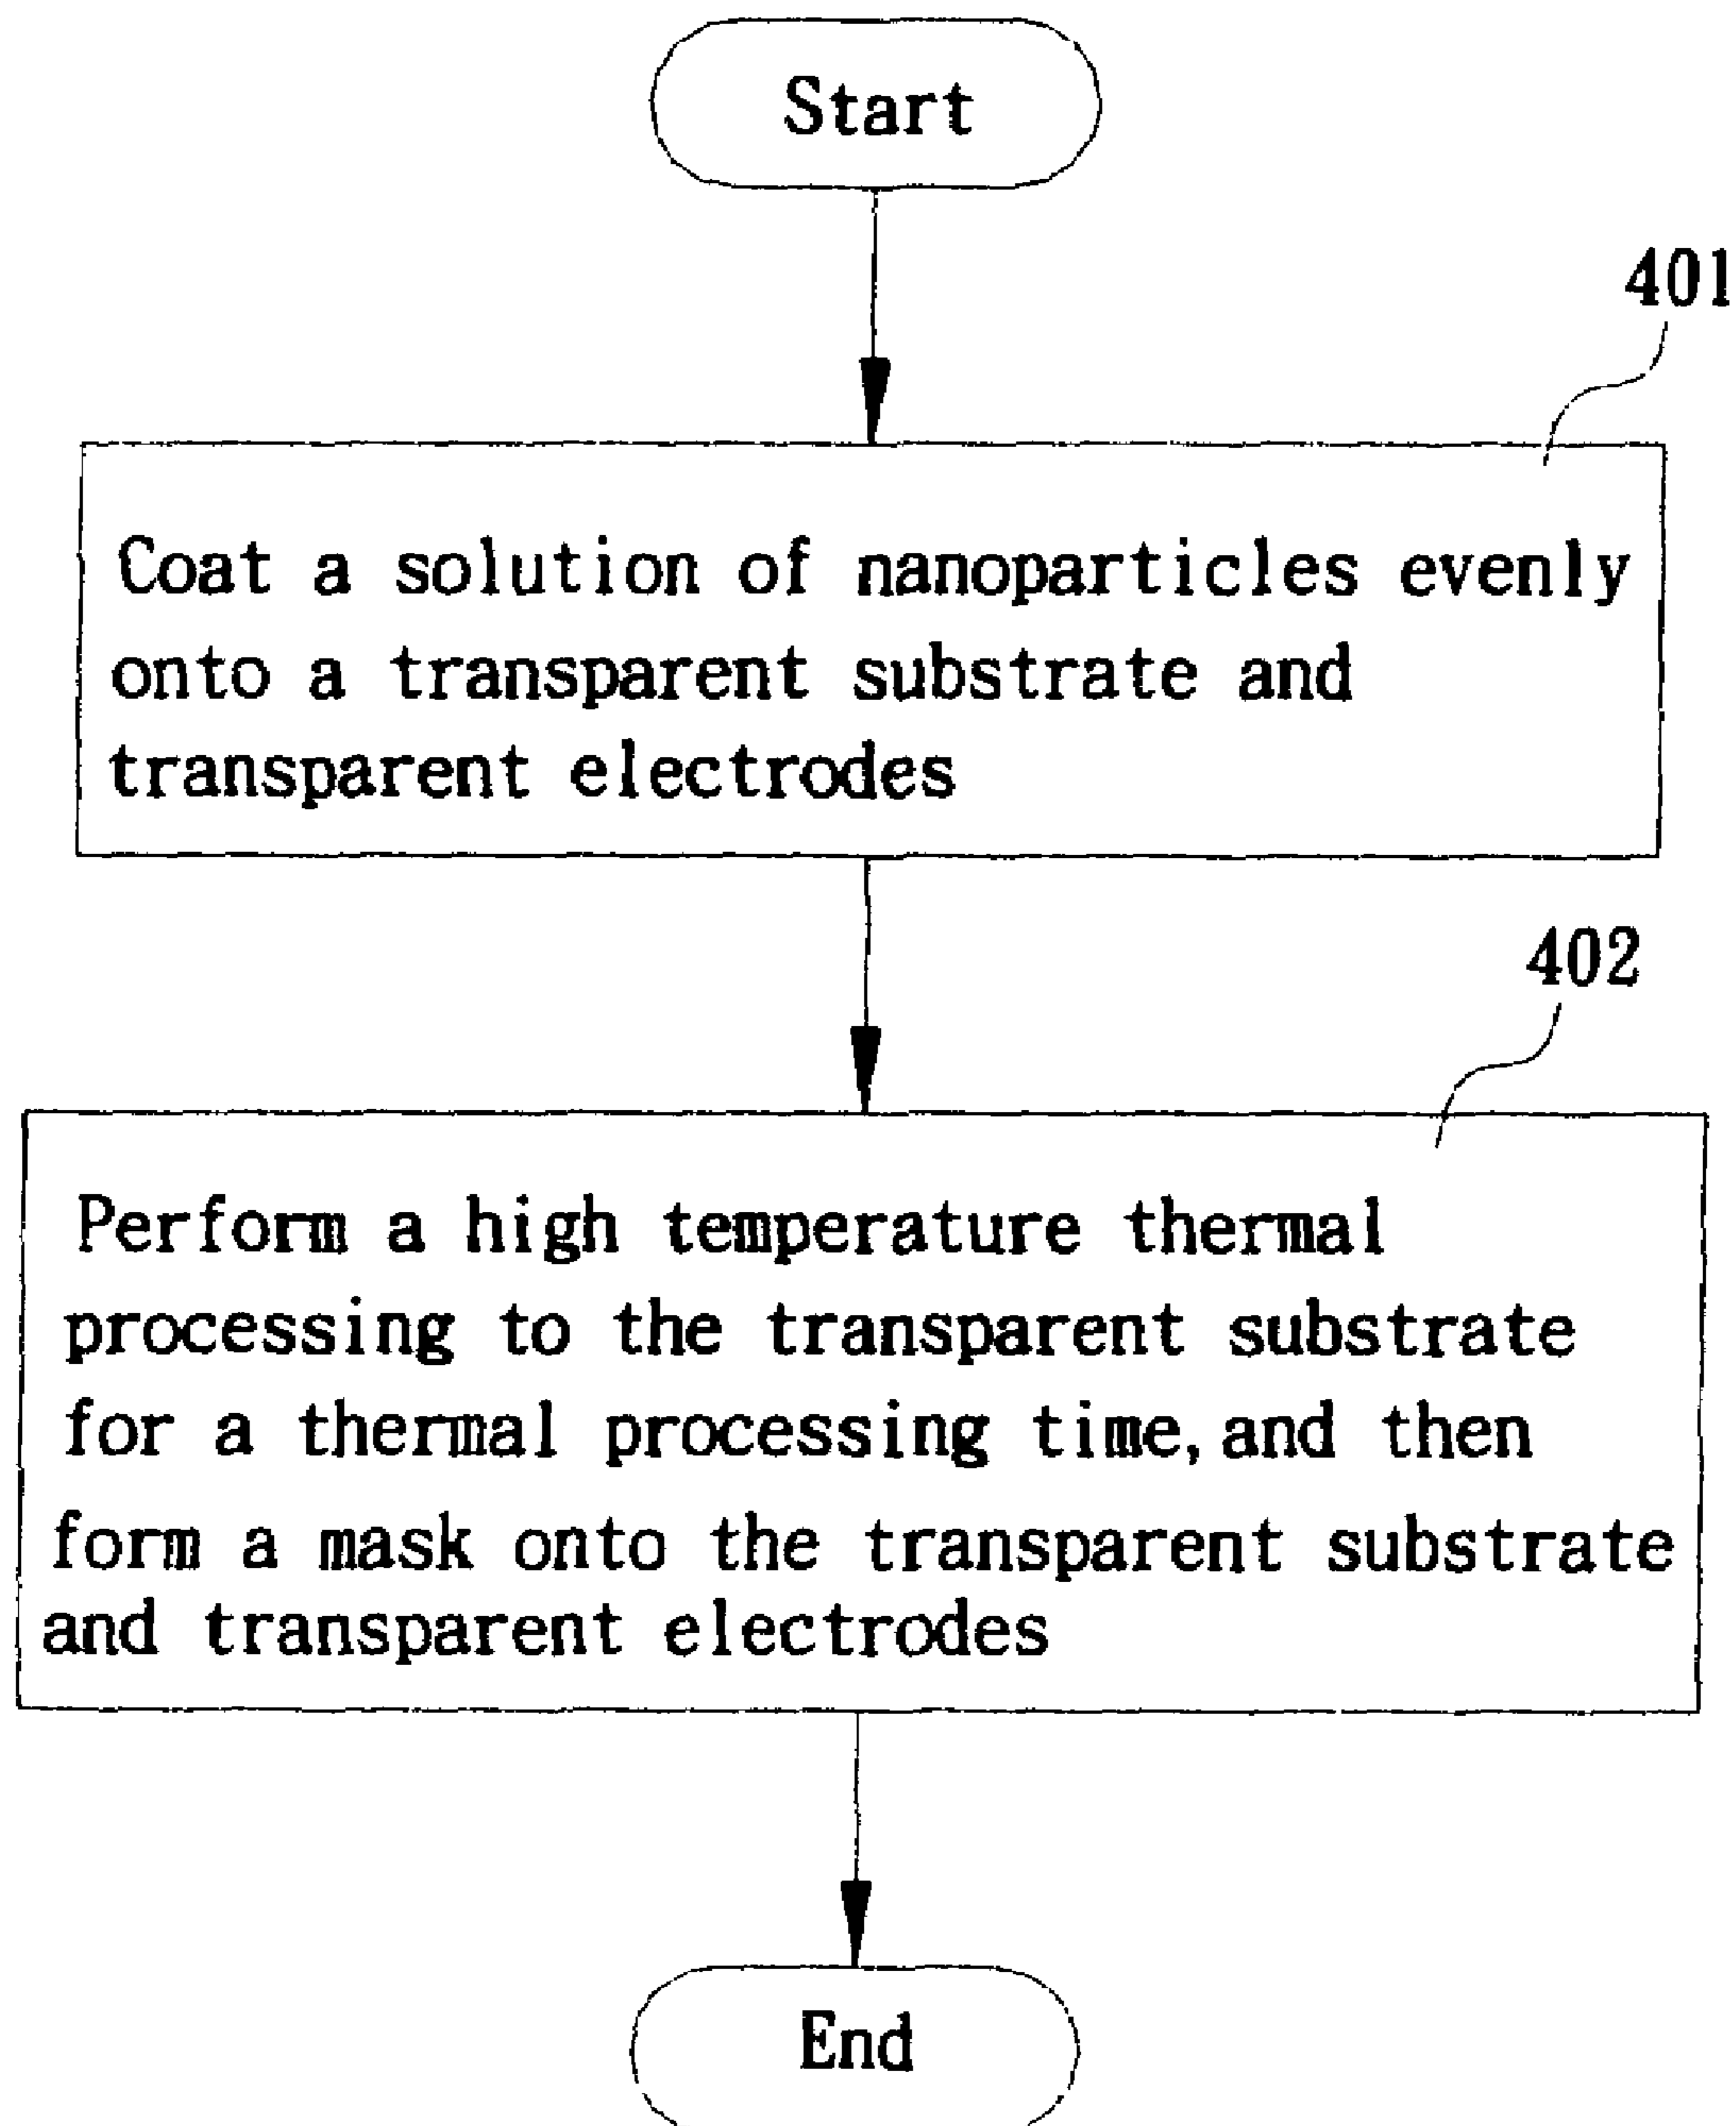 Start
401
Coat a solution of nanoparticles evenly
onto a transparent substrate and
transparent electrodes
402
Perform a high temperature thermal
processing to the transparent substrate
for a thermal processing time, and then
form a mask onto the transparent substrate
and transparent electrodes
End